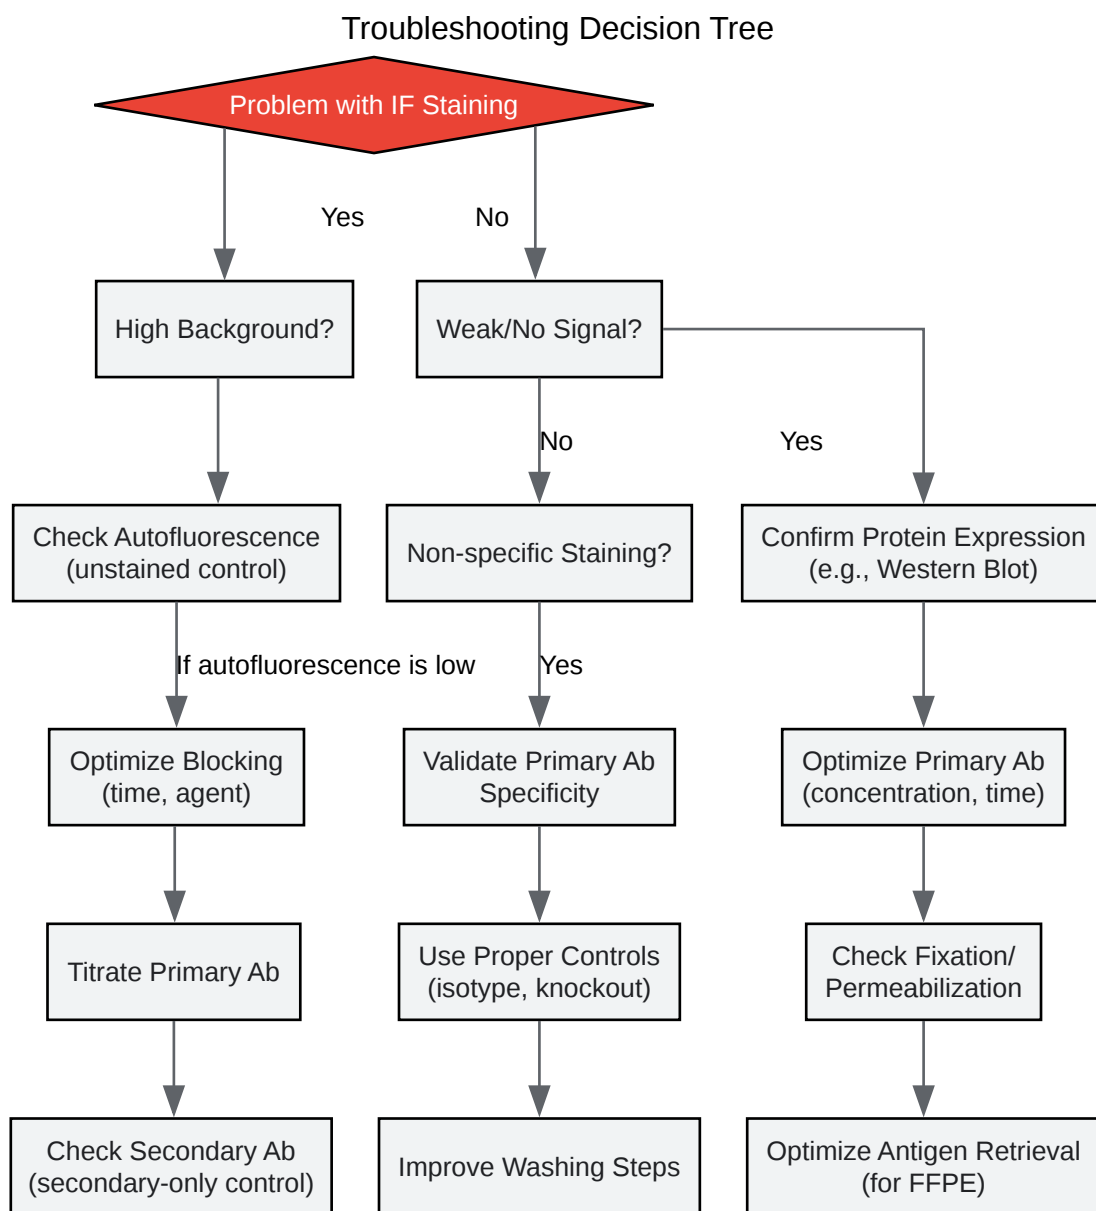 Troubleshooting Decision Tree
Problem with IF Staining
Yes
No
High Background?
Weak/No Signal?
No
Yes
Check Autofluorescence
(unstained control)
Non-specific Staining?
Confirm Protein Expression
(e.g., Western Blot)
If autofluorescence is low
Yes
Optimize Blocking
(time, agent)
Validate Primary Ab
Specificity
Optimize Primary Ab
(concentration, time)
Titrate Primary Ab
Use Proper Controls
(isotype, knockout)
Check Fixation/
Permeabilization
Check Secondary Ab
(secondary-only control)
Improve Washing Steps
Optimize Antigen Retrieval
(for FFPE)